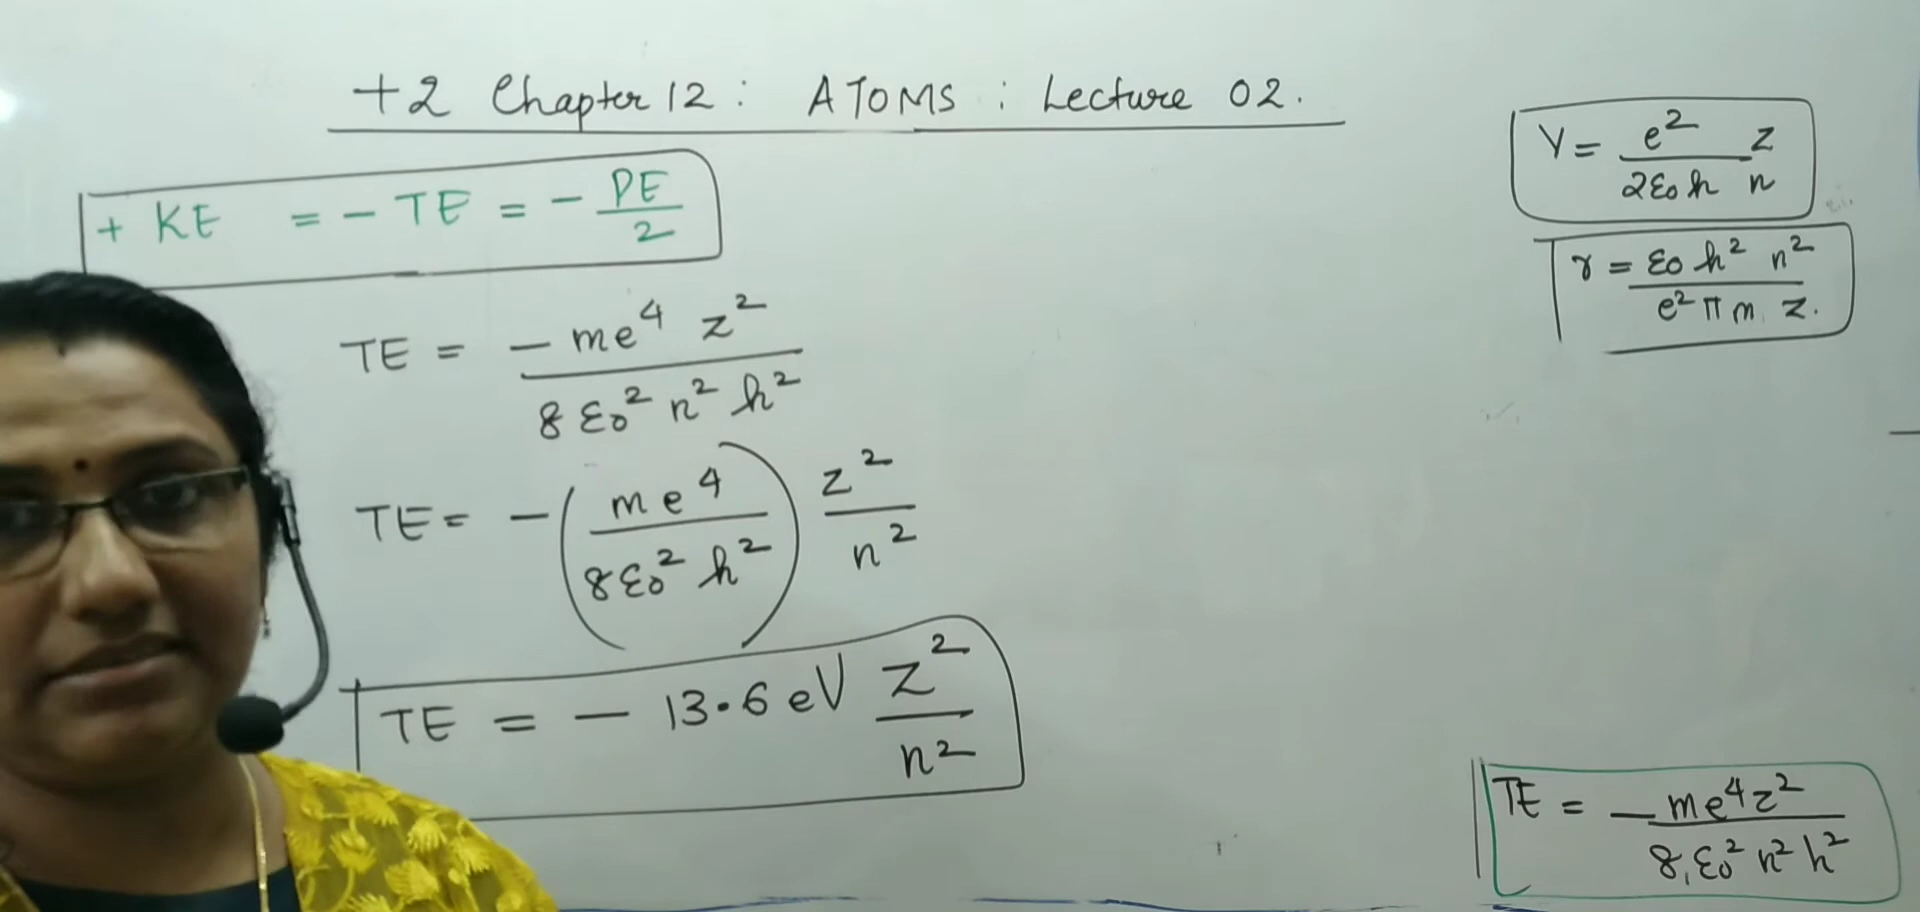 +2 Chapter 12 : ATOMS : Lecture 02.
+ KE = - TE = - PE/2
TE = - me⁴ z² / 8 ε₀² n² h²
TE = - (me⁴ / 8ε₀² h²) z²/n²
TE = - 13.6 eV Z²/n²
V = e² z / 2ε₀h n
r = ε₀ h² n² / e² π m z.
TE = - me⁴z² / 8 ε₀² n² h²